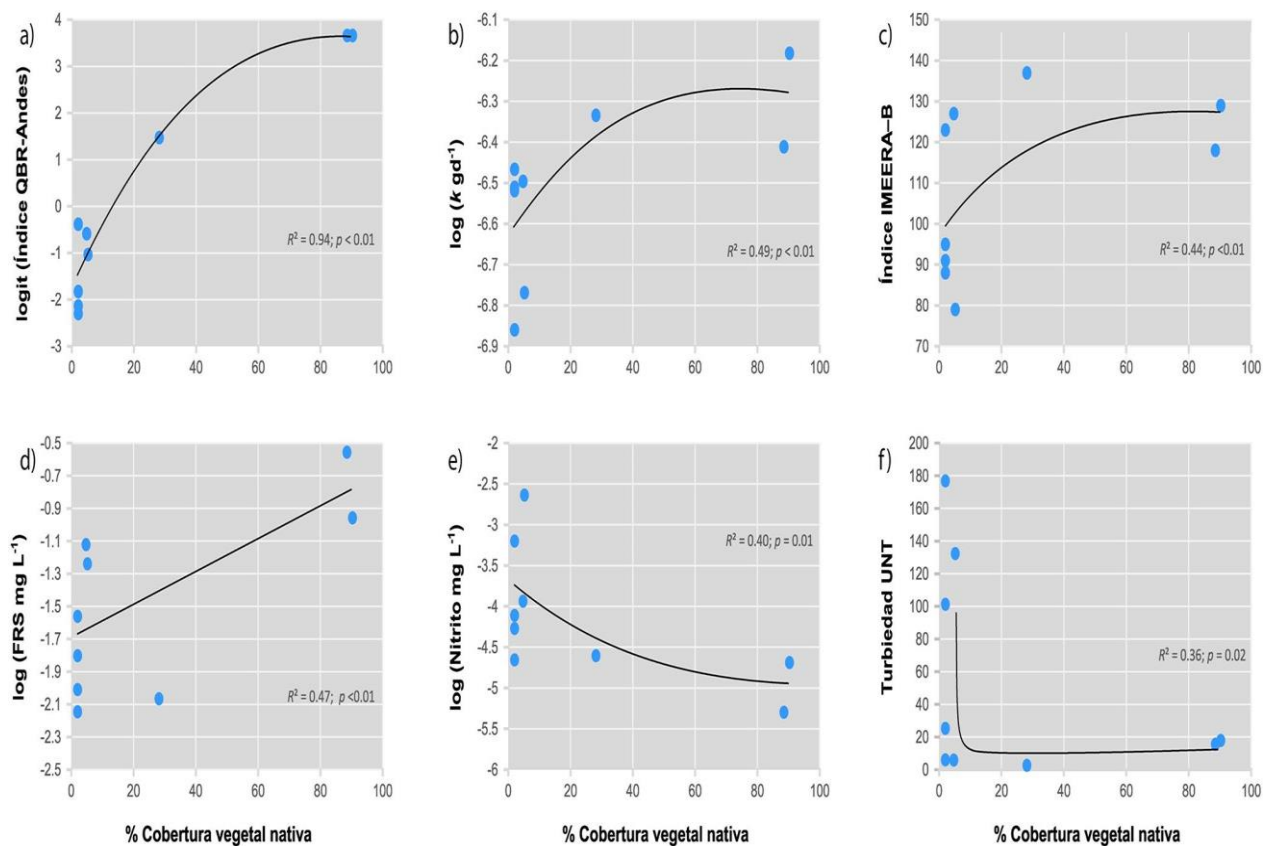 a)
logit (Índice QBR-Andes)
4
3
2
1
0
-1
-2
-3
R² = 0.94; p < 0.01
0 20 40 60 80 100
b)
log (k gd⁻¹)
-6.1
-6.2
-6.3
-6.4
-6.5
-6.6
-6.7
-6.8
-6.9
R² = 0.49; p < 0.01
0 20 40 60 80 100
c)
Índice IMEERA–B
150
140
130
120
110
100
90
80
70
R² = 0.44; p <0.01
0 20 40 60 80 100
d)
log (FRS mg L⁻¹)
-0.5
-0.7
-0.9
-1.1
-1.3
-1.5
-1.7
-1.9
-2.1
-2.3
-2.5
R² = 0.47; p <0.01
0 20 40 60 80 100
% Cobertura vegetal nativa
e)
log (Nitrito mg L⁻¹)
-2
-2.5
-3
-3.5
-4
-4.5
-5
-5.5
-6
R² = 0.40; p = 0.01
0 20 40 60 80 100
% Cobertura vegetal nativa
f)
Turbiedad UNT
200
180
160
140
120
100
80
60
40
20
0
R² = 0.36; p = 0.02
0 20 40 60 80 100
% Cobertura vegetal nativa